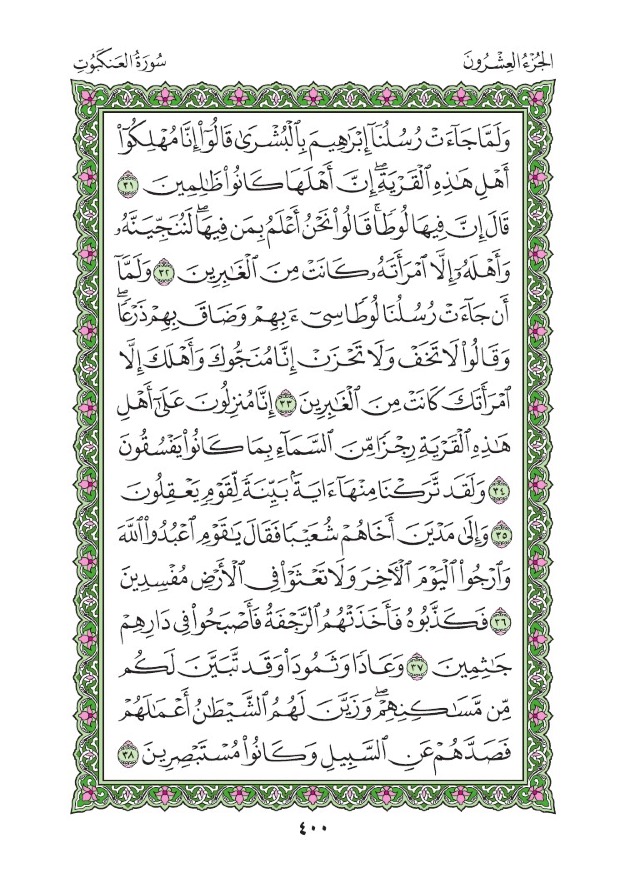 الجُزْءُ العِشْرُونَ
سُورَةُ العَنكَبُوتِ
وَلَمَّا جَآءَتْ رُسُلُنَآ إِبْرَٰهِيمَ بِٱلْبُشْرَىٰ قَالُوٓا۟ إِنَّا مُهْلِكُوٓا۟
أَهْلِ هَٰذِهِ ٱلْقَرْيَةِ ۖ إِنَّ أَهْلَهَا كَانُوا۟ ظَٰلِمِينَ ٣١
قَالَ إِنَّ فِيهَا لُوطًا ۚ قَالُوا۟ نَحْنُ أَعْلَمُ بِمَن فِيهَا ۖ لَنُنَجِّيَنَّهُۥ
وَأَهْلَهُۥٓ إِلَّا ٱمْرَأَتَهُۥ كَانَتْ مِنَ ٱلْغَٰبِرِينَ ٣٢ وَلَمَّآ
أَن جَآءَتْ رُسُلُنَا لُوطًا سِىٓءَ بِهِمْ وَضَاقَ بِهِمْ ذَرْعًا ۖ
وَقَالُوا۟ لَا تَخَفْ وَلَا تَحْزَنْ إِنَّا مُنَجُّوكَ وَأَهْلَكَ إِلَّا
ٱمْرَأَتَكَ كَانَتْ مِنَ ٱلْغَٰبِرِينَ ٣٣ إِنَّا مُنزِلُونَ عَلَىٰٓ أَهْلِ
هَٰذِهِ ٱلْقَرْيَةِ رِجْزًا مِّنَ ٱلسَّمَآءِ بِمَا كَانُوا۟ يَفْسُقُونَ
٣٤ وَلَقَد تَّرَكْنَا مِنْهَآ ءَايَةًۢ بَيِّنَةً لِّقَوْمٍ يَعْقِلُونَ
٣٥ وَإِلَىٰ مَدْيَنَ أَخَاهُمْ شُعَيْبًا فَقَالَ يَٰقَوْمِ ٱعْبُدُوا۟ ٱللَّهَ
وَٱرْجُوا۟ ٱلْيَوْمَ ٱلْءَاخِرَ وَلَا تَعْثَوْا۟ فِى ٱلْأَرْضِ مُفْسِدِينَ
٣٦ فَكَذَّبُوهُ فَأَخَذَتْهُمُ ٱلرَّجْفَةُ فَأَصْبَحُوا۟ فِى دَارِهِمْ
جَٰثِمِينَ ٣٧ وَعَادًا وَثَمُودَا۟ وَقَد تَّبَيَّنَ لَكُم
مِّن مَّسَٰكِنِهِمْ ۖ وَزَيَّنَ لَهُمُ ٱلشَّيْطَٰنُ أَعْمَٰلَهُمْ
فَصَدَّهُمْ عَنِ ٱلسَّبِيلِ وَكَانُوا۟ مُسْتَبْصِرِينَ ٣٨
٤٠٠